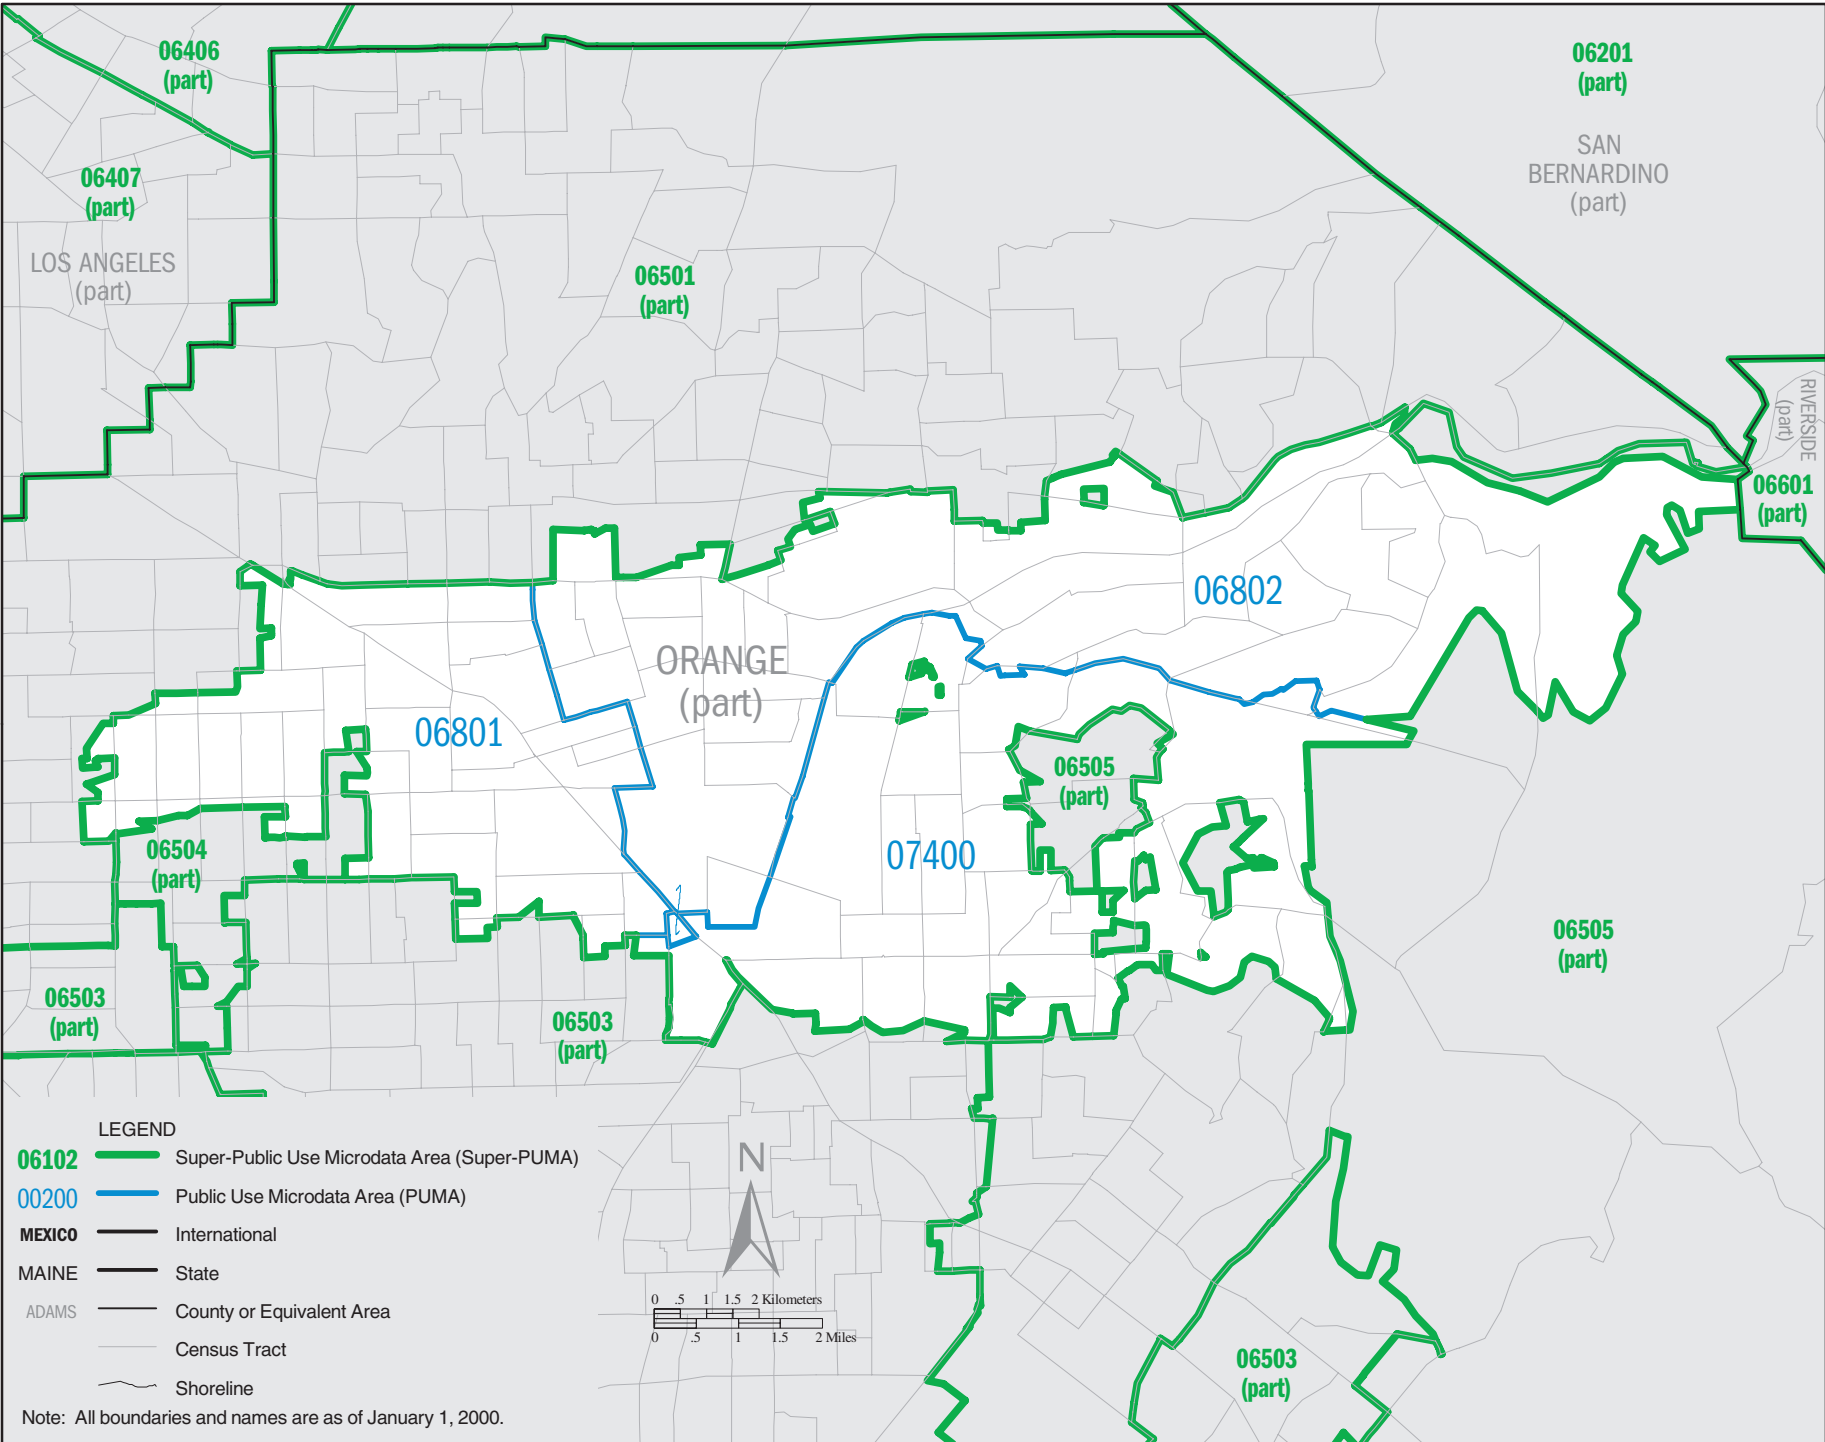 06406
(part)
06201
(part)
SAN
BERNARDINO
(part)
06407
(part)
LOS ANGELES
(part)
06501
(part)
RIVERSIDE
(part)
06601
(part)
06802
ORANGE
(part)
06801
06505
(part)
07400
06504
(part)
06505
(part)
06503
(part)
06503
(part)
LEGEND
06102 Super-Public Use Microdata Area (Super-PUMA)
00200 Public Use Microdata Area (PUMA)
MEXICO International
MAINE State
ADAMS County or Equivalent Area
Census Tract
Shoreline
Note: All boundaries and names are as of January 1, 2000.
N
0 .5 1 1.5 2 Kilometers
0 .5 1 1.5 2 Miles
06503
(part)